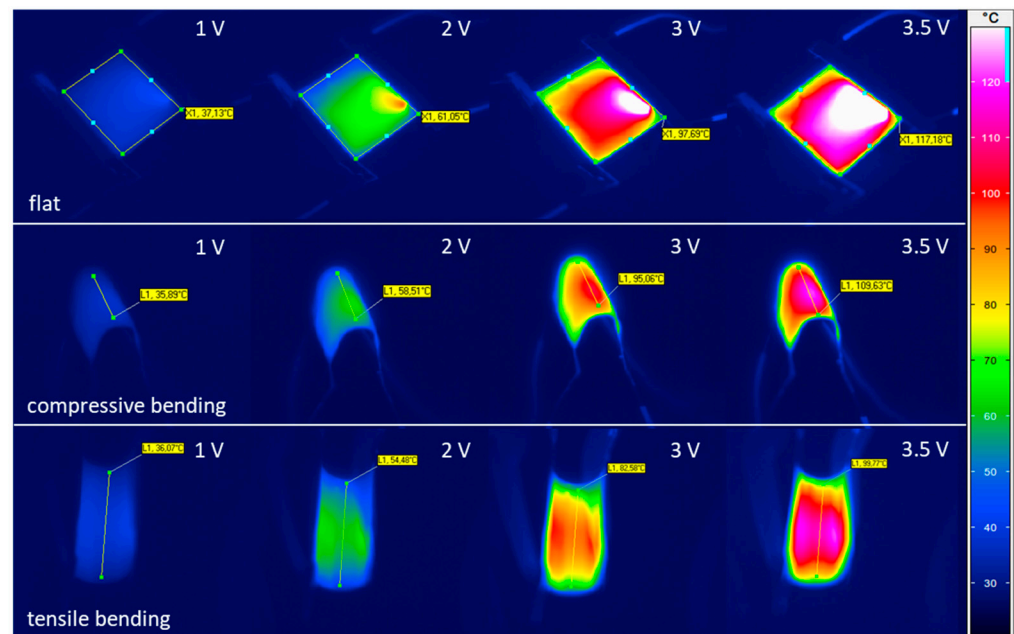 °C
1 V
2 V
3 V
3.5 V
X1, 37,13°C
X1, 61,05°C
X1, 97,69°C
X1, 117,18°C
flat
1 V
2 V
3 V
3.5 V
L1, 35,89°C
L1, 58,51°C
L1, 95,06°C
L1, 109,63°C
compressive bending
1 V
2 V
3 V
3.5 V
L1, 36,07°C
L1, 54,48°C
L1, 82,58°C
L1, 99,77°C
tensile bending
120
110
100
90
80
70
60
50
40
30